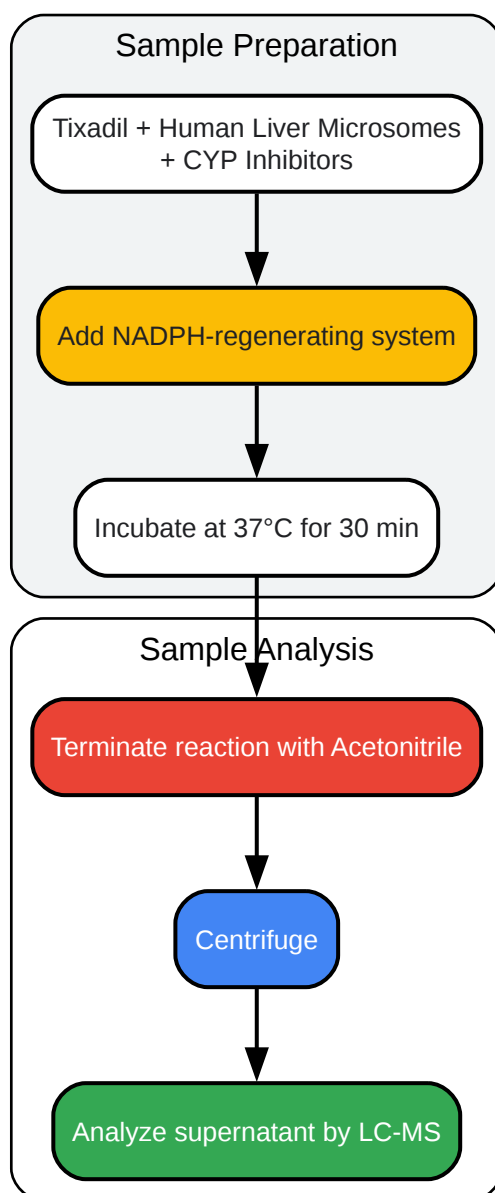 Sample Preparation
Tixadil + Human Liver Microsomes
+ CYP Inhibitors
Add NADPH-regenerating system
Incubate at 37°C for 30 min
Sample Analysis
Terminate reaction with Acetonitrile
Centrifuge
Analyze supernatant by LC-MS